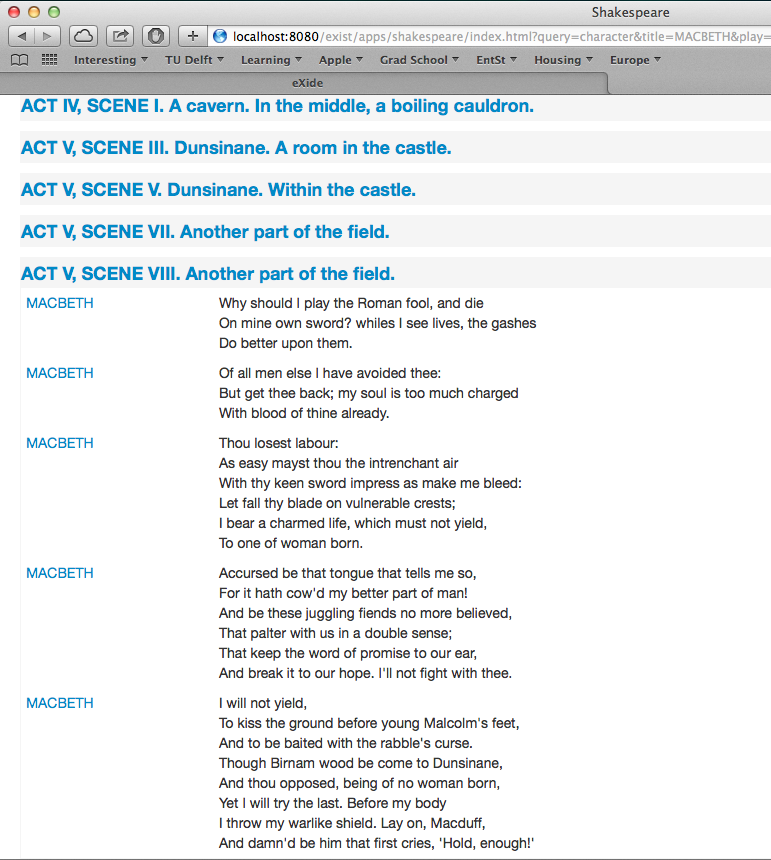 Shakespeare
localhost:8080/exist/apps/shakespeare/index.html?query=character&title=MACBETH&play=
Interesting TU Delft Learning Apple Grad School EntSt Housing Europe
eXide
ACT IV, SCENE I. A cavern. In the middle, a boiling cauldron.
ACT V, SCENE III. Dunsinane. A room in the castle.
ACT V, SCENE V. Dunsinane. Within the castle.
ACT V, SCENE VII. Another part of the field.
ACT V, SCENE VIII. Another part of the field.
MACBETH Why should I play the Roman fool, and die
On mine own sword? whiles I see lives, the gashes
Do better upon them.
MACBETH Of all men else I have avoided thee:
But get thee back; my soul is too much charged
With blood of thine already.
MACBETH Thou losest labour:
As easy mayst thou the intrenchant air
With thy keen sword impress as make me bleed:
Let fall thy blade on vulnerable crests;
I bear a charmed life, which must not yield,
To one of woman born.
MACBETH Accursed be that tongue that tells me so,
For it hath cow'd my better part of man!
And be these juggling fiends no more believed,
That palter with us in a double sense;
That keep the word of promise to our ear,
And break it to our hope. I'll not fight with thee.
MACBETH I will not yield,
To kiss the ground before young Malcolm's feet,
And to be baited with the rabble's curse.
Though Birnam wood be come to Dunsinane,
And thou opposed, being of no woman born,
Yet I will try the last. Before my body
I throw my warlike shield. Lay on, Macduff,
And damn'd be him that first cries, 'Hold, enough!'